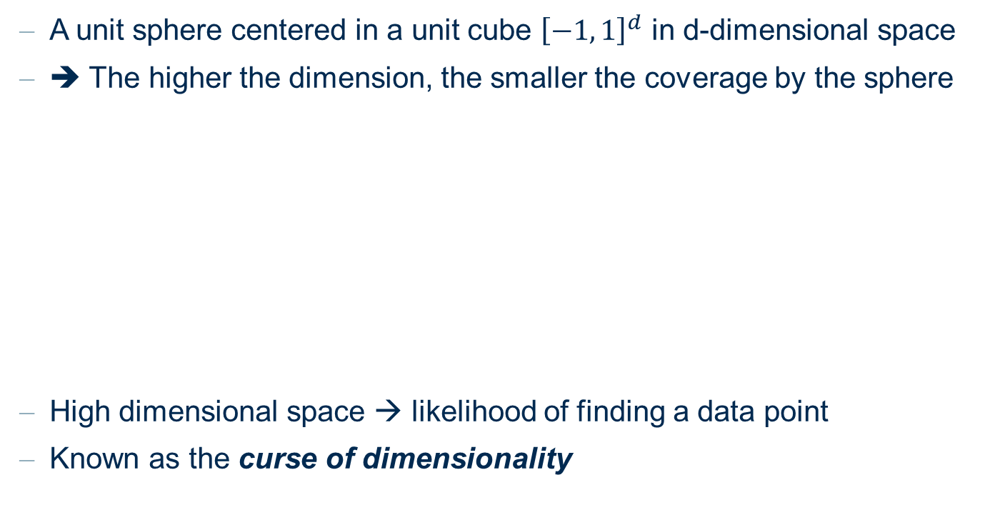 – A unit sphere centered in a unit cube [−1, 1]^d in d-dimensional space
– ➔ The higher the dimension, the smaller the coverage by the sphere
– High dimensional space → likelihood of finding a data point
– Known as the curse of dimensionality